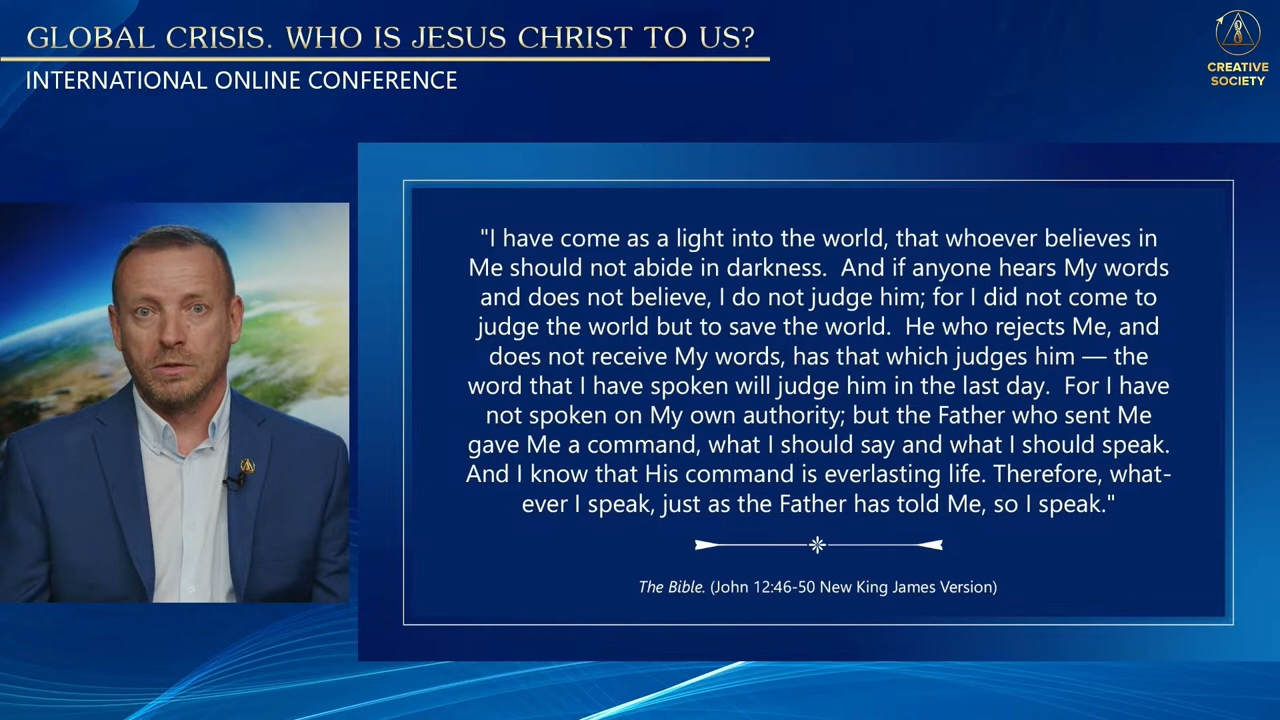 GLOBAL CRISIS. WHO IS JESUS CHRIST TO US?
INTERNATIONAL ONLINE CONFERENCE
CREATIVE
SOCIETY
"I have come as a light into the world, that whoever believes in
Me should not abide in darkness.  And if anyone hears My words
and does not believe, I do not judge him; for I did not come to
judge the world but to save the world.  He who rejects Me, and
does not receive My words, has that which judges him — the
word that I have spoken will judge him in the last day.  For I have
not spoken on My own authority; but the Father who sent Me
gave Me a command, what I should say and what I should speak.
And I know that His command is everlasting life. Therefore, what-
ever I speak, just as the Father has told Me, so I speak."
The Bible. (John 12:46-50 New King James Version)